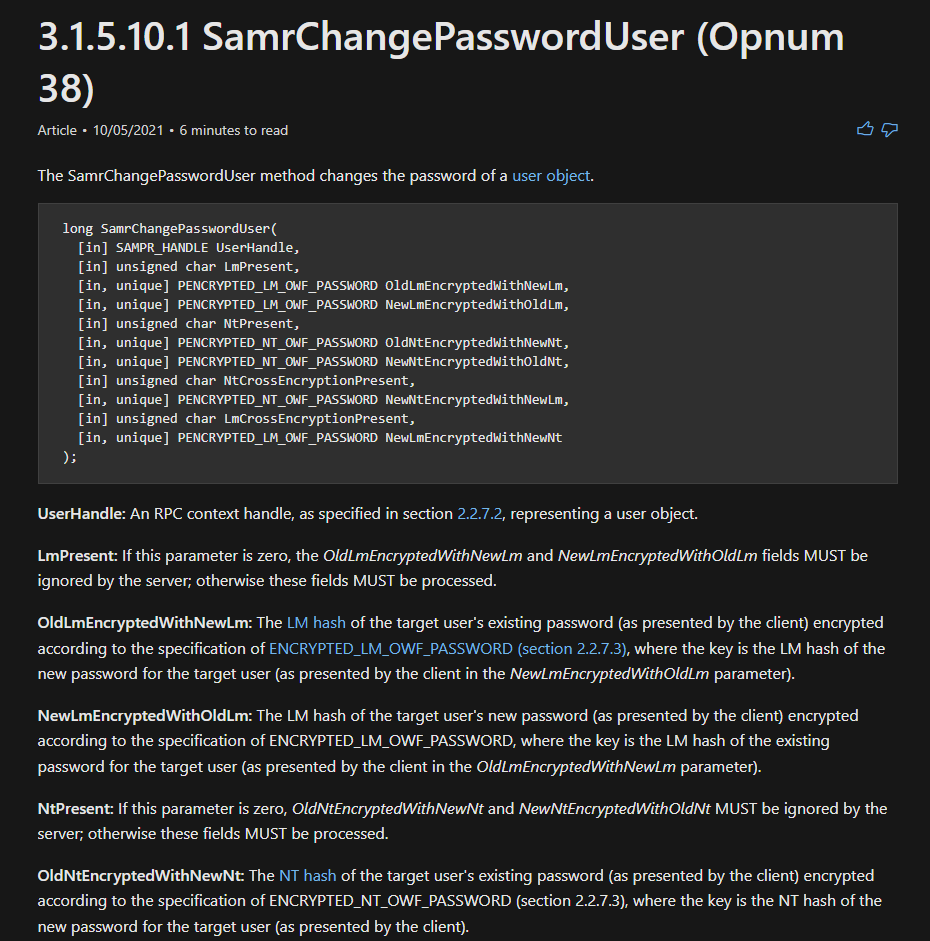 3.1.5.10.1 SamrChangePasswordUser (Opnum
38)
Article • 10/05/2021 • 6 minutes to read
The SamrChangePasswordUser method changes the password of a user object.
long SamrChangePasswordUser(
[in] SAMPR_HANDLE UserHandle,
[in] unsigned char LmPresent,
[in, unique] PENCRYPTED_LM_OWF_PASSWORD OldLmEncryptedWithNewLm,
[in, unique] PENCRYPTED_LM_OWF_PASSWORD NewLmEncryptedWithOldLm,
[in] unsigned char NtPresent,
[in, unique] PENCRYPTED_NT_OWF_PASSWORD OldNtEncryptedWithNewNt,
[in, unique] PENCRYPTED_NT_OWF_PASSWORD NewNtEncryptedWithOldNt,
[in] unsigned char NtCrossEncryptionPresent,
[in, unique] PENCRYPTED_NT_OWF_PASSWORD NewNtEncryptedWithNewLm,
[in] unsigned char LmCrossEncryptionPresent,
[in, unique] PENCRYPTED_LM_OWF_PASSWORD NewLmEncryptedWithNewNt
);
UserHandle: An RPC context handle, as specified in section 2.2.7.2, representing a user object.
LmPresent: If this parameter is zero, the OldLmEncryptedWithNewLm and NewLmEncryptedWithOldLm fields MUST be
ignored by the server; otherwise these fields MUST be processed.
OldLmEncryptedWithNewLm: The LM hash of the target user's existing password (as presented by the client) encrypted
according to the specification of ENCRYPTED_LM_OWF_PASSWORD (section 2.2.7.3), where the key is the LM hash of the
new password for the target user (as presented by the client in the NewLmEncryptedWithOldLm parameter).
NewLmEncryptedWithOldLm: The LM hash of the target user's new password (as presented by the client) encrypted
according to the specification of ENCRYPTED_LM_OWF_PASSWORD, where the key is the LM hash of the existing
password for the target user (as presented by the client in the OldLmEncryptedWithNewLm parameter).
NtPresent: If this parameter is zero, OldNtEncryptedWithNewNt and NewNtEncryptedWithOldNt MUST be ignored by the
server; otherwise these fields MUST be processed.
OldNtEncryptedWithNewNt: The NT hash of the target user's existing password (as presented by the client) encrypted
according to the specification of ENCRYPTED_NT_OWF_PASSWORD (section 2.2.7.3), where the key is the NT hash of the
new password for the target user (as presented by the client).